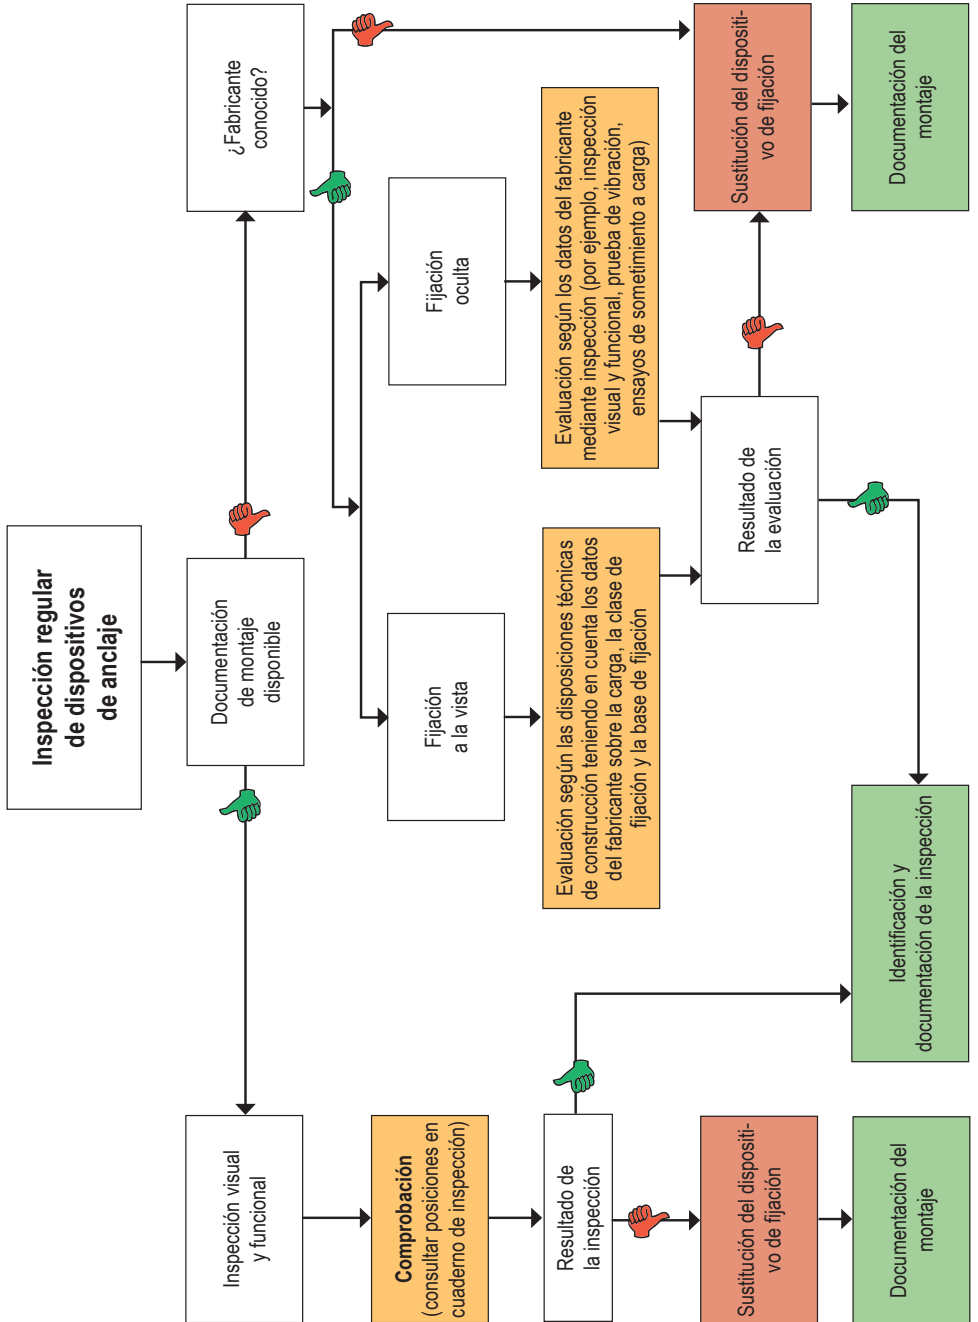 Inspección regular
de dispositivos
de anclaje
Documentación
de montaje
disponible
Inspección visual
y funcional
Comprobación
(consultar posiciones en
cuaderno de inspección)
Resultado de
la inspección
Sustitución del dispositi-
vo de fijación
Documentación del
montaje
¿Fabricante
conocido?
Fijación
a la vista
Fijación
oculta
Evaluación según las disposiciones técnicas
de construcción teniendo en cuenta los datos
del fabricante sobre la carga, la clase de
fijación y la base de fijación
Evaluación según los datos del fabricante
mediante inspección (por ejemplo, inspección
visual y funcional, prueba de vibración,
ensayos de sometimiento a carga)
Resultado de
la evaluación
Identificación y
documentación de la inspección
Sustitución del dispositi-
vo de fijación
Documentación del
montaje